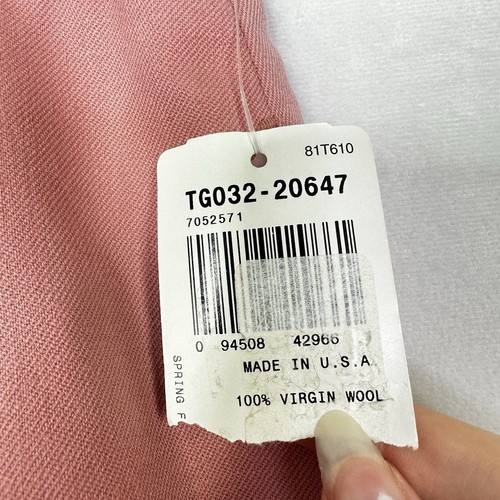 81T610
TG032-20647
7052571
0 94508 42966
MADE IN U.S.A.
100% VIRGIN WOOL
SPRING F